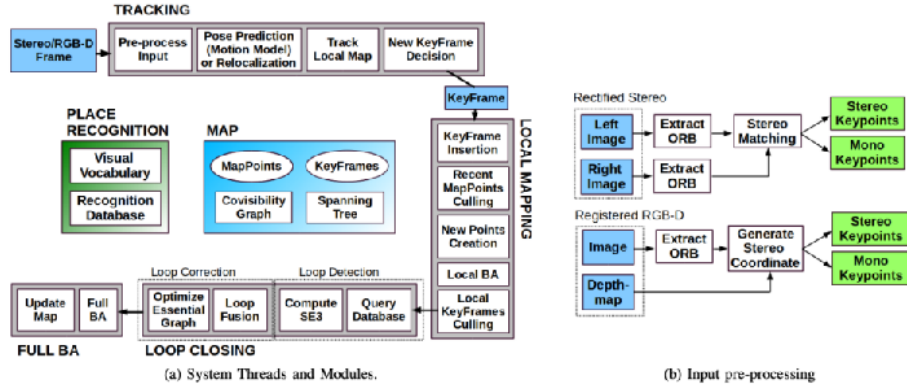 TRACKING
Stereo/RGB-D
Frame
Pre-process
Input
Pose Prediction
(Motion Model)
or Relocalization
Track
Local Map
New KeyFrame
Decision
KeyFrame
PLACE
RECOGNITION
Visual
Vocabulary
Recognition
Database
MAP
MapPoints
KeyFrames
Covisibility
Graph
Spanning
Tree
LOCAL MAPPING
KeyFrame
Insertion
Recent
MapPoints
Culling
New Points
Creation
Local BA
Local
KeyFrames
Culling
Loop Correction
Loop Detection
Optimize
Essential
Graph
Loop
Fusion
Compute
SE3
Query
Database
Update
Map
Full
BA
FULL BA
LOOP CLOSING
(a) System Threads and Modules.
Rectified Stereo
Left
Image
Right
Image
Extract
ORB
Extract
ORB
Stereo
Matching
Stereo
Keypoints
Mono
Keypoints
Registered RGB-D
Image
Depth-
map
Extract
ORB
Generate
Stereo
Coordinate
Stereo
Keypoints
Mono
Keypoints
(b) Input pre-processing